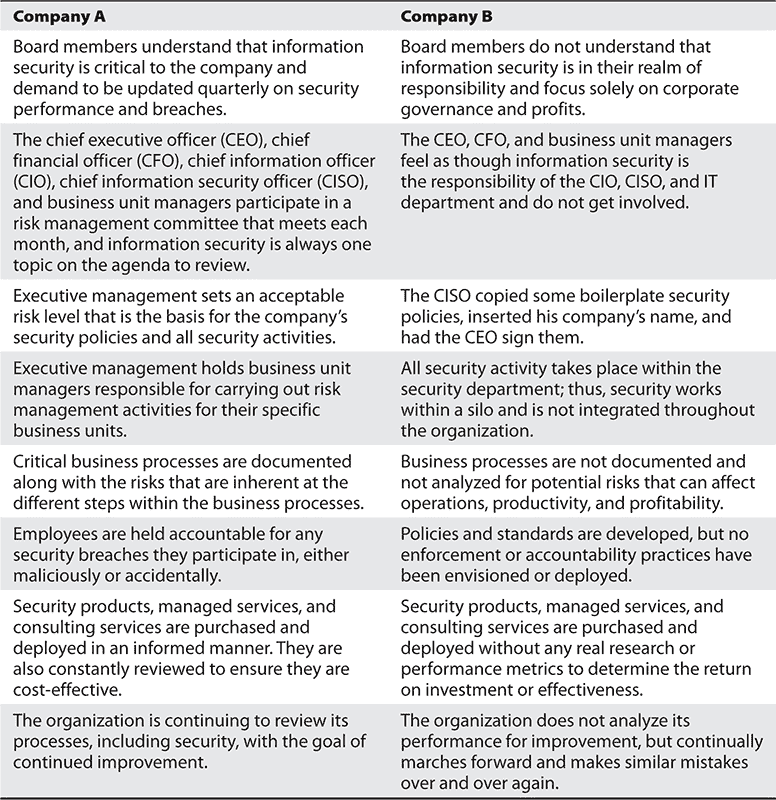 Company A
Company B
Board members understand that information
security is critical to the company and
demand to be updated quarterly on security
performance and breaches.
Board members do not understand that
information security is in their realm of
responsibility and focus solely on corporate
governance and profits.
The chief executive officer (CEO), chief
financial officer (CFO), chief information officer
(CIO), chief information security officer (CISO),
and business unit managers participate in a
risk management committee that meets each
month, and information security is always one
topic on the agenda to review.
The CEO, CFO, and business unit managers
feel as though information security is
the responsibility of the CIO, CISO, and IT
department and do not get involved.
Executive management sets an acceptable
risk level that is the basis for the company's
security policies and all security activities.
The CISO copied some boilerplate security
policies, inserted his company's name, and
had the CEO sign them.
Executive management holds business unit
managers responsible for carrying out risk
management activities for their specific
business units.
All security activity takes place within the
security department; thus, security works
within a silo and is not integrated throughout
the organization.
Critical business processes are documented
along with the risks that are inherent at the
different steps within the business processes.
Business processes are not documented and
not analyzed for potential risks that can affect
operations, productivity, and profitability.
Employees are held accountable for any
security breaches they participate in, either
maliciously or accidentally.
Policies and standards are developed, but no
enforcement or accountability practices have
been envisioned or deployed.
Security products, managed services, and
consulting services are purchased and
deployed in an informed manner. They are
also constantly reviewed to ensure they are
cost-effective.
Security products, managed services, and
consulting services are purchased and
deployed without any real research or
performance metrics to determine the return
on investment or effectiveness.
The organization is continuing to review its
processes, including security, with the goal of
continued improvement.
The organization does not analyze its
performance for improvement, but continually
marches forward and makes similar mistakes
over and over again.